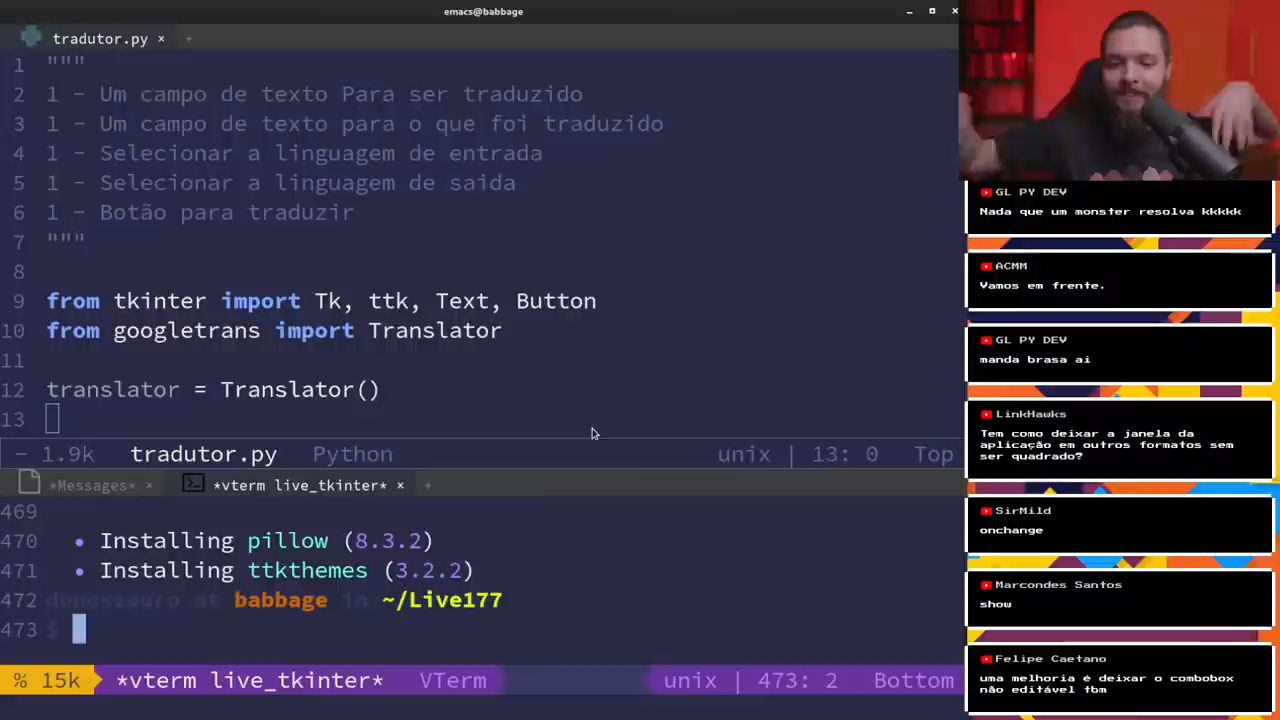 emacs@babbage
tradutor.py × +
1 """
2 1 - Um campo de texto Para ser traduzido
3 1 - Um campo de texto para o que foi traduzido
4 1 - Selecionar a linguagem de entrada
5 1 - Selecionar a linguagem de saida
6 1 - Botão para traduzir
7 """
8
9 from tkinter import Tk, ttk, Text, Button
10 from googletrans import Translator
11
12 translator = Translator()
13
- 1.9k tradutor.py Python unix | 13: 0 Top
*Messages* × *vterm live_tkinter* × +
469
470 • Installing pillow (8.3.2)
471 • Installing ttkthemes (3.2.2)
472 dunossauro at babbage in ~/Live177
473 $
% 15k *vterm live_tkinter* VTerm unix | 473: 2 Bottom
GL PY DEV
Nada que um monster resolva kkkkk
ACMM
Vamos em frente.
GL PY DEV
manda brasa ai
LinkHawks
Tem como deixar a janela da
aplicação em outros formatos sem
ser quadrado?
SirMild
onchange
Marcondes Santos
show
Felipe Caetano
uma melhoria é deixar o combobox
não editável tbm